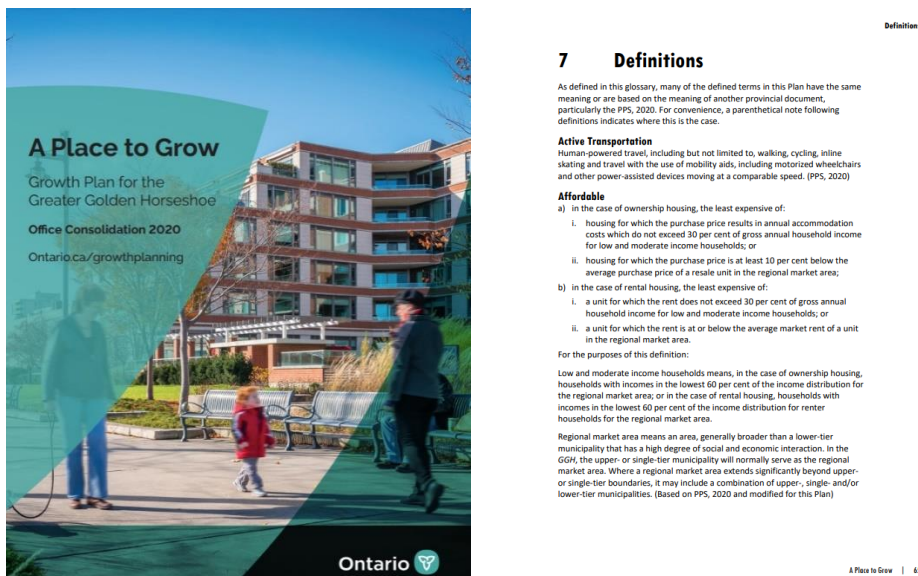 A Place to Grow
Growth Plan for the
Greater Golden Horseshoe
Office Consolidation 2020
Ontario.ca/growthplanning
Ontario
Definition
7 Definitions
As defined in this glossary, many of the defined terms in this Plan have the same
meaning or are based on the meaning of another provincial document,
particularly the PPS, 2020. For convenience, a parenthetical note following
definitions indicates where this is the case.
Active Transportation
Human-powered travel, including but not limited to, walking, cycling, inline
skating and travel with the use of mobility aids, including motorized wheelchairs
and other power-assisted devices moving at a comparable speed. (PPS, 2020)
Affordable
a) in the case of ownership housing, the least expensive of:
i. housing for which the purchase price results in annual accommodation
costs which do not exceed 30 per cent of gross annual household income
for low and moderate income households; or
ii. housing for which the purchase price is at least 10 per cent below the
average purchase price of a resale unit in the regional market area;
b) in the case of rental housing, the least expensive of:
i. a unit for which the rent does not exceed 30 per cent of gross annual
household income for low and moderate income households; or
ii. a unit for which the rent is at or below the average market rent of a unit
in the regional market area.
For the purposes of this definition:
Low and moderate income households means, in the case of ownership housing,
households with incomes in the lowest 60 per cent of the income distribution for
the regional market area; or in the case of rental housing, households with
incomes in the lowest 60 per cent of the income distribution for renter
households for the regional market area.
Regional market area means an area, generally broader than a lower-tier
municipality that has a high degree of social and economic interaction. In the
GGH, the upper- or single-tier municipality will normally serve as the regional
market area. Where a regional market area extends significantly beyond upper-
or single-tier boundaries, it may include a combination of upper-, single- and/or
lower-tier municipalities. (Based on PPS, 2020 and modified for this Plan)
A Place to Grow | 6